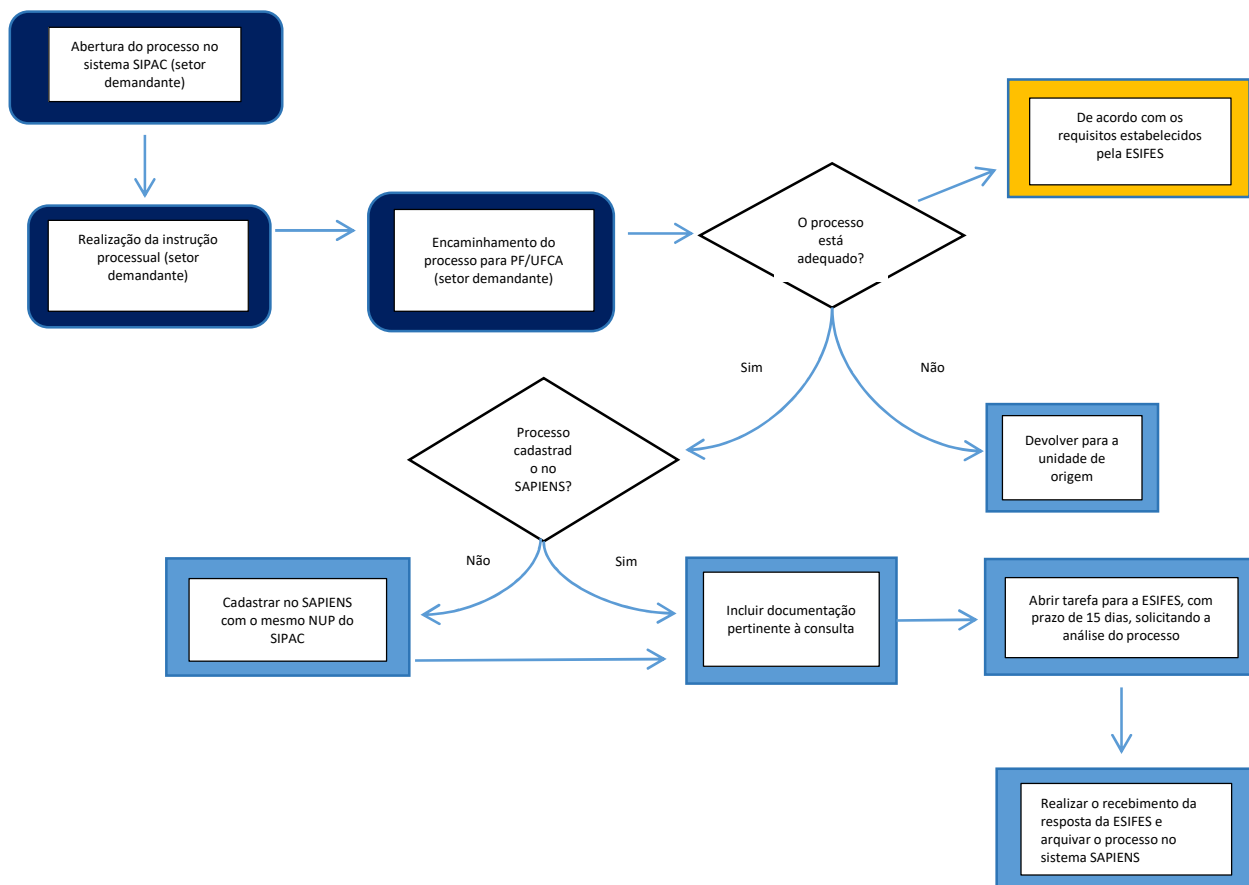 Abertura do processo no
sistema SIPAC (setor
demandante)
De acordo com os
requisitos estabelecidos
pela ESIFES
Realização da instrução
processual (setor
demandante)
Encaminhamento do
processo para PF/UFCA
(setor demandante)
O processo
está
adequado?
Sim
Não
Processo
cadastrad
o no
SAPIENS?
Devolver para a
unidade de
origem
Não
Sim
Cadastrar no SAPIENS
com o mesmo NUP do
SIPAC
Incluir documentação
pertinente à consulta
Abrir tarefa para a ESIFES, com
prazo de 15 dias, solicitando a
análise do processo
Realizar o recebimento da
resposta da ESIFES e
arquivar o processo no
sistema SAPIENS